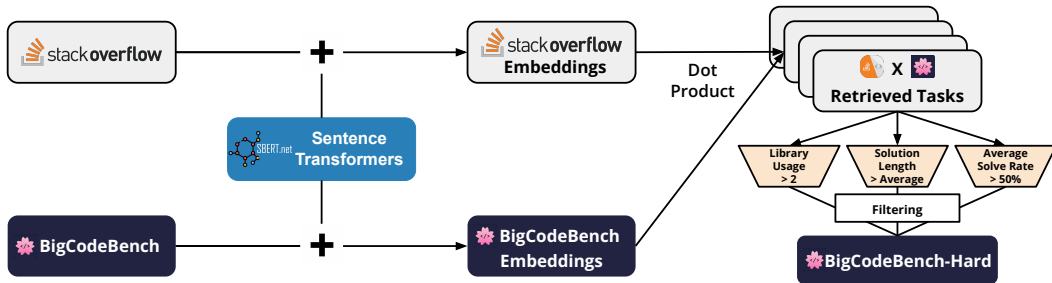 stackoverflow
+
stackoverflow
Embeddings
Dot
Product
X
Retrieved Tasks
SBERT.net
Sentence
Transformers
Library
Usage
> 2
Solution
Length
> Average
Average
Solve Rate
> 50%
Filtering
BigCodeBench
+
BigCodeBench
Embeddings
BigCodeBench-Hard